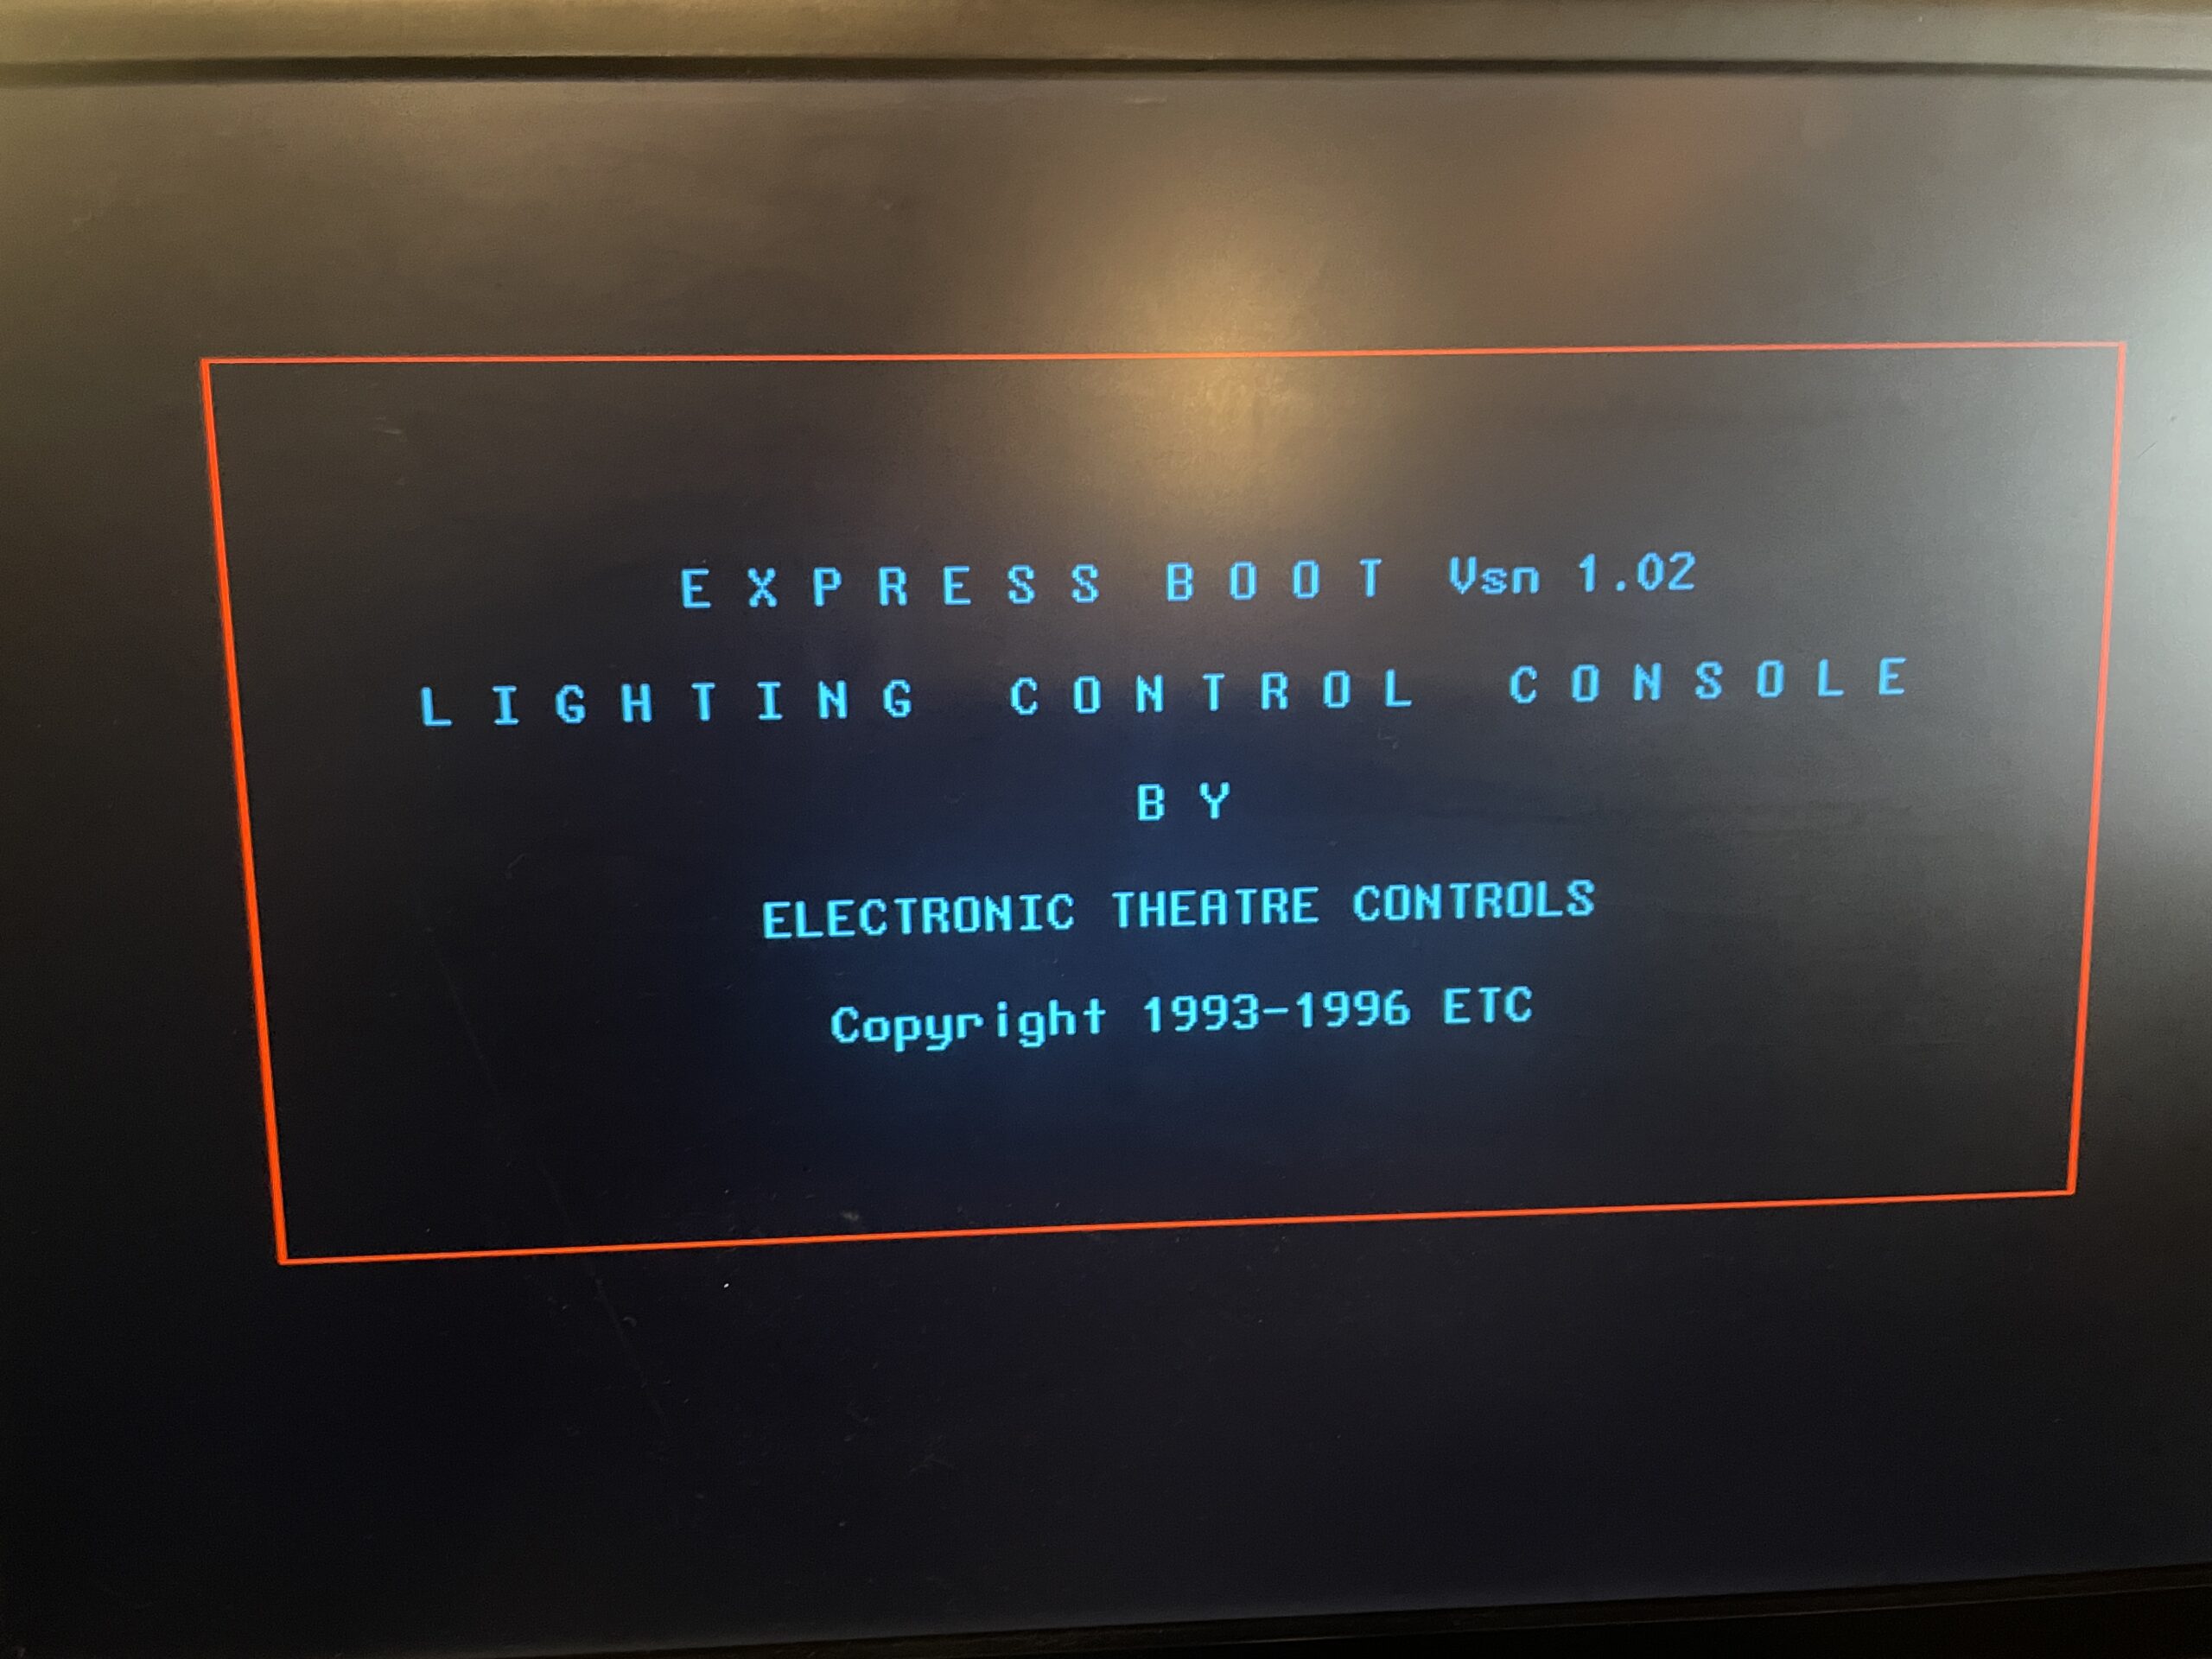 EXPRESS BOOT Vsn 1.02
LIGHTING CONTROL CONSOLE
BY
ELECTRONIC THEATRE CONTROLS
Copyright 1993-1996 ETC